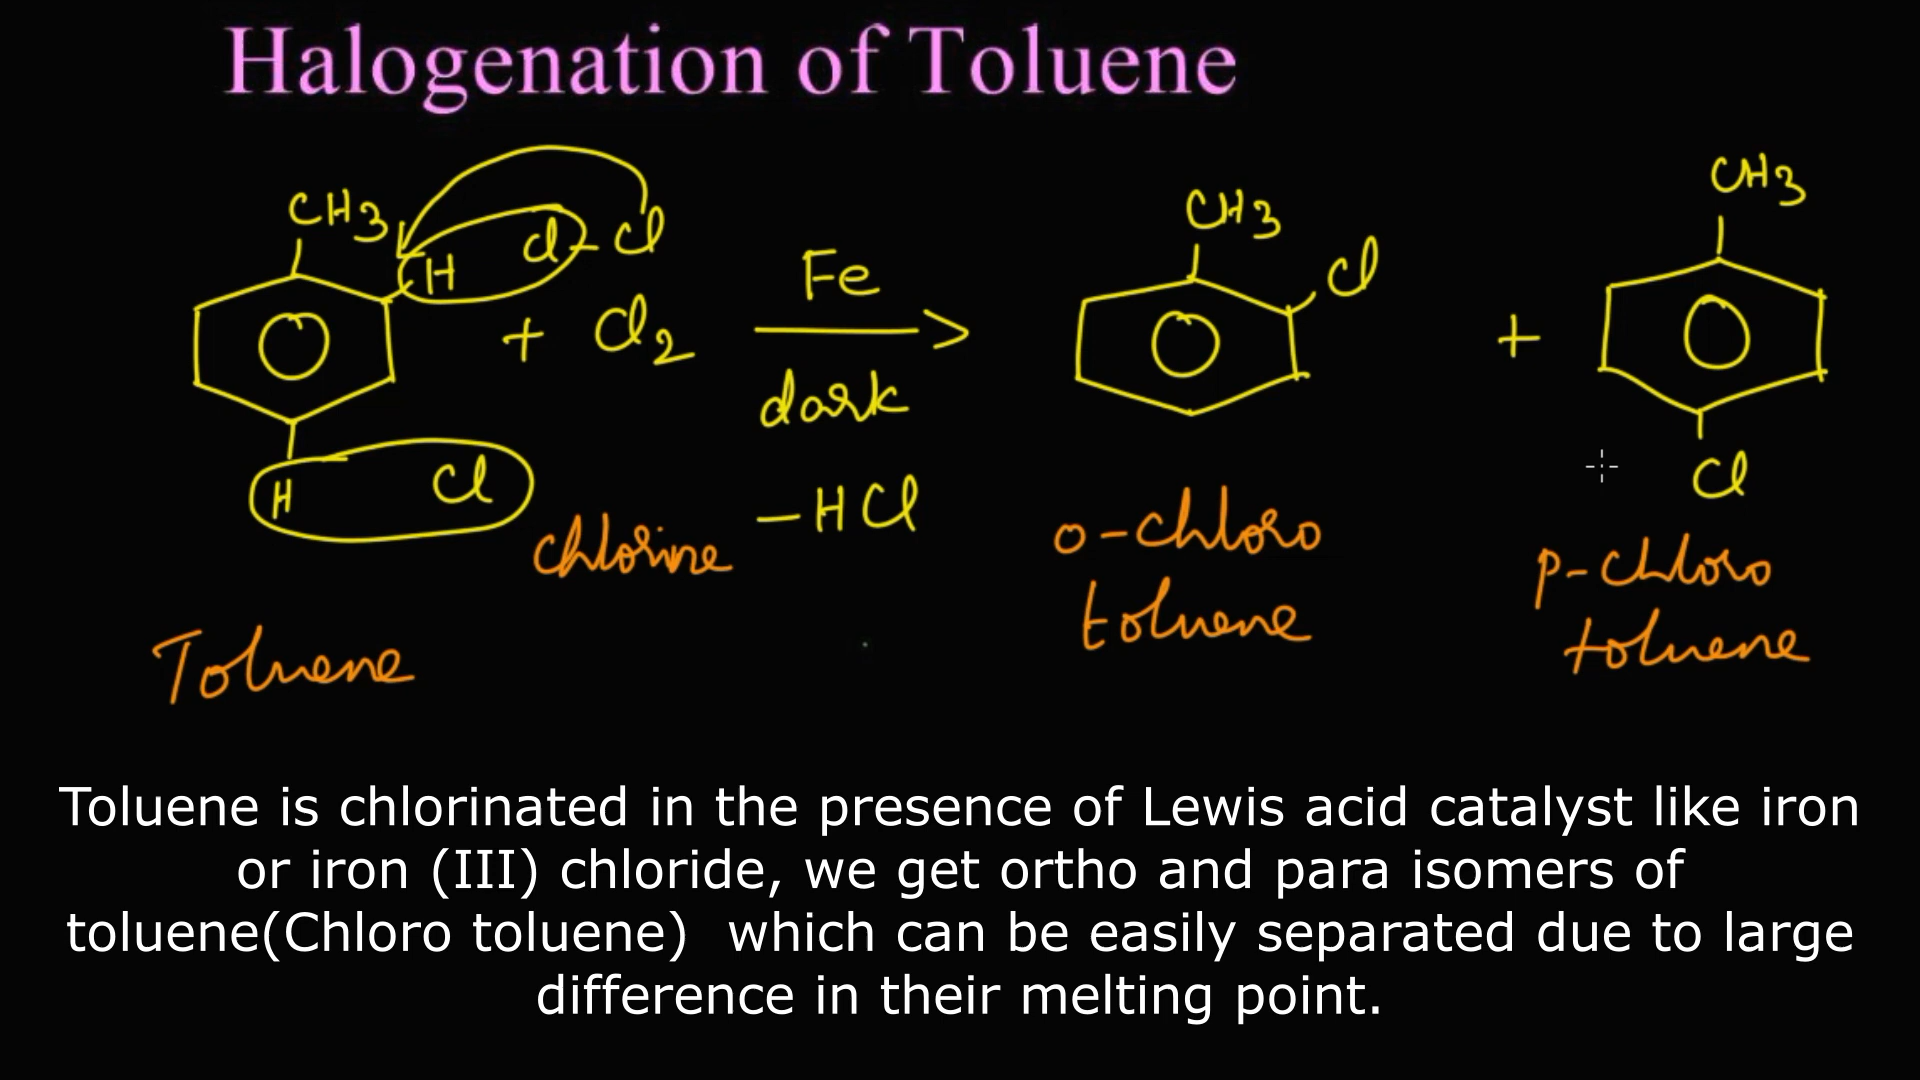 Halogenation of Toluene
CH3 H Cl-Cl
+ Cl2
H Cl
Fe
dark
-HCl
CH3 Cl
+
CH3
Cl
Toluene
chlorine
o-chloro
toluene
p-chloro
toluene
Toluene is chlorinated in the presence of Lewis acid catalyst like iron
or iron (III) chloride, we get ortho and para isomers of
toluene(Chloro toluene)  which can be easily separated due to large
difference in their melting point.